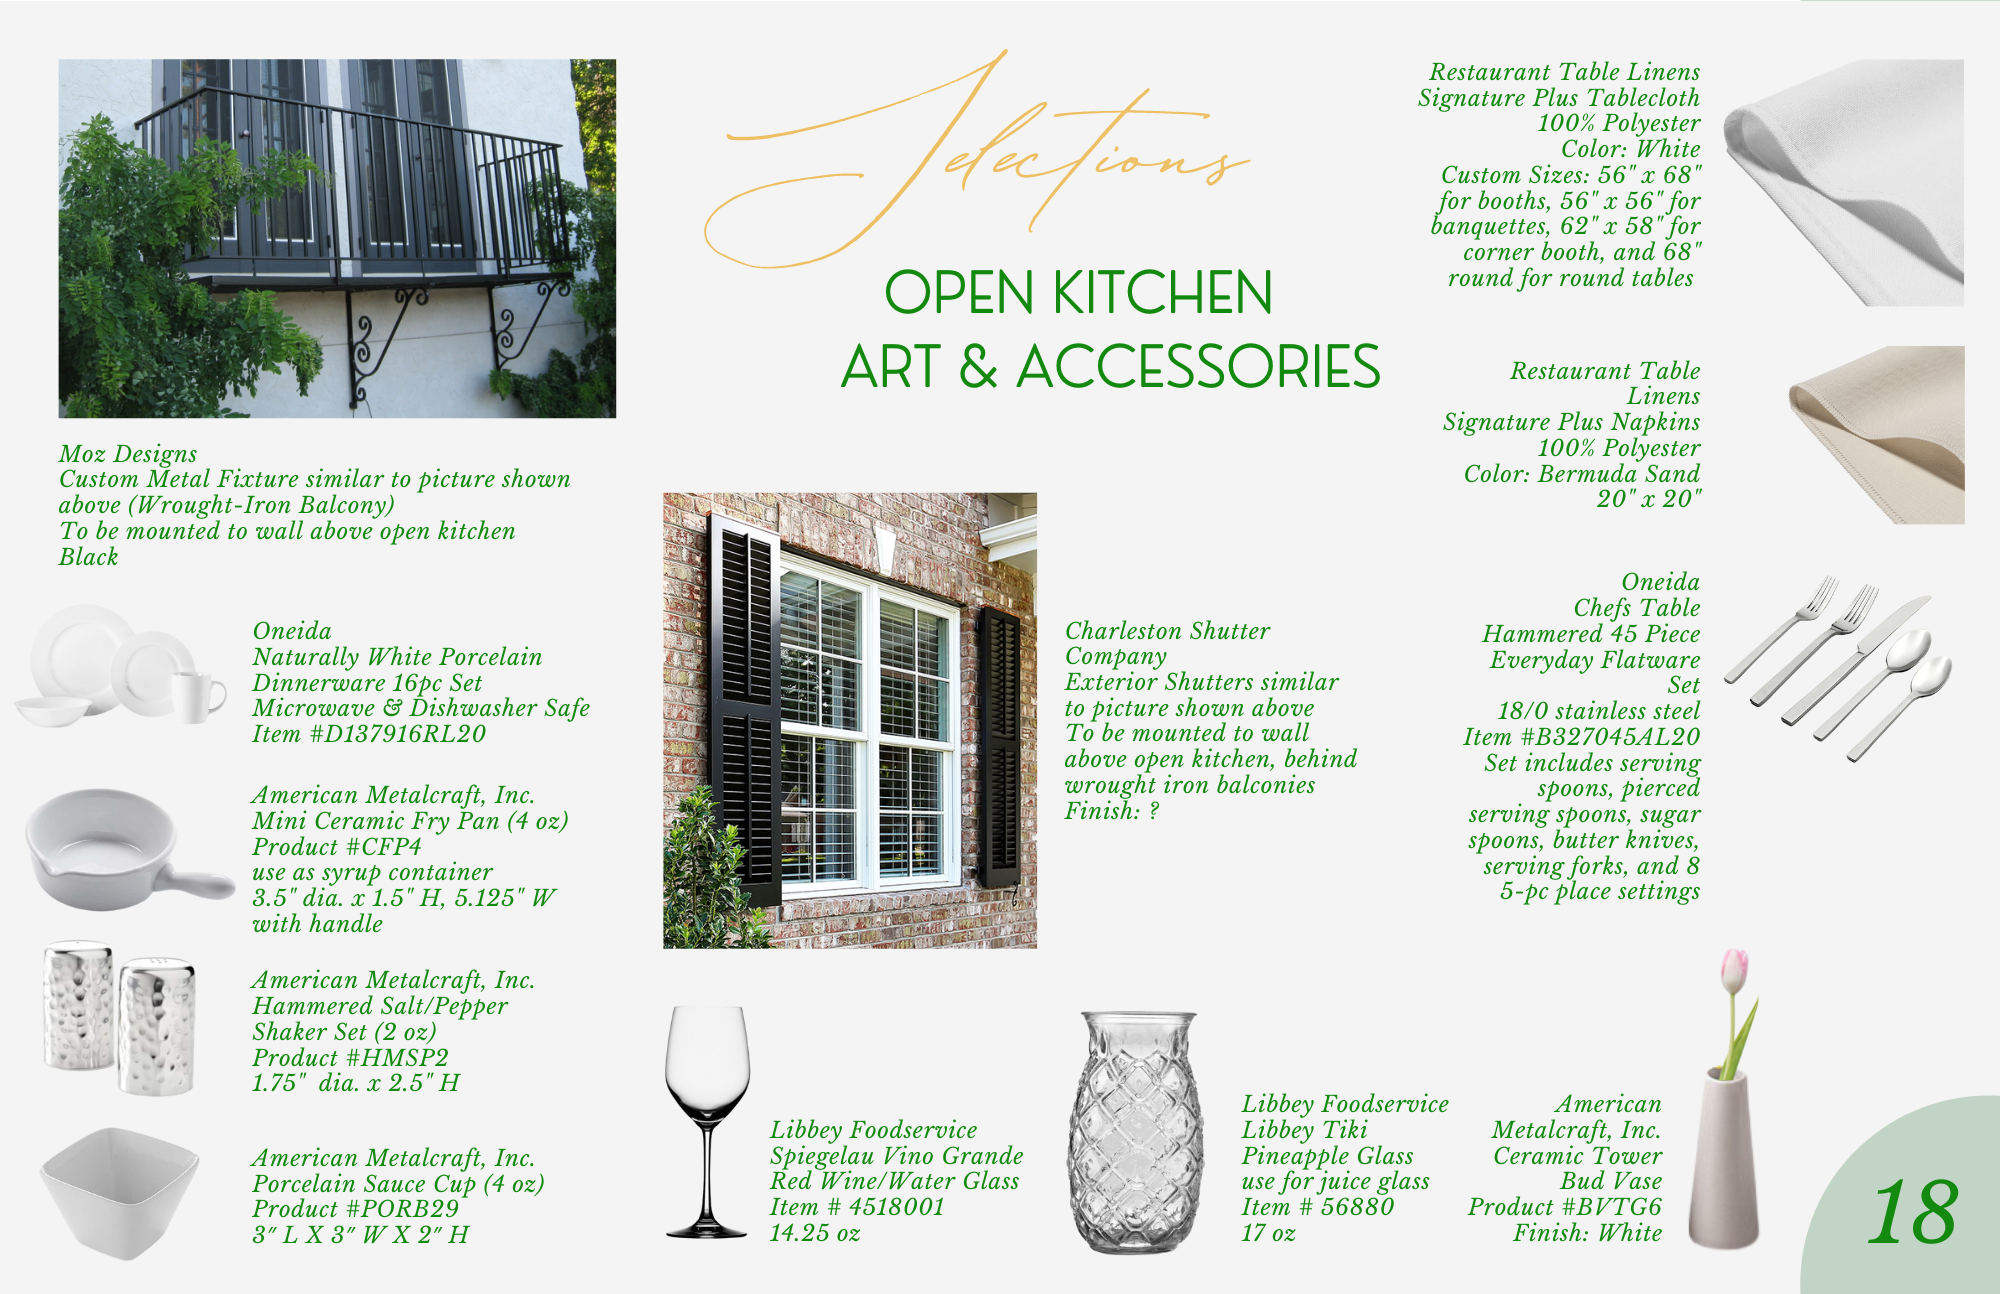 Selections
OPEN KITCHEN
ART & ACCESSORIES
Moz Designs
Custom Metal Fixture similar to picture shown
above (Wrought-Iron Balcony)
To be mounted to wall above open kitchen
Black
Oneida
Naturally White Porcelain
Dinnerware 16pc Set
Microwave & Dishwasher Safe
Item #D137916RL20
American Metalcraft, Inc.
Mini Ceramic Fry Pan (4 oz)
Product #CFP4
use as syrup container
3.5" dia. x 1.5" H, 5.125" W
with handle
American Metalcraft, Inc.
Hammered Salt/Pepper
Shaker Set (2 oz)
Product #HMSP2
1.75"  dia. x 2.5" H
American Metalcraft, Inc.
Porcelain Sauce Cup (4 oz)
Product #PORB29
3″ L X 3″ W X 2″ H
Charleston Shutter
Company
Exterior Shutters similar
to picture shown above
To be mounted to wall
above open kitchen, behind
wrought iron balconies
Finish: ?
Libbey Foodservice
Spiegelau Vino Grande
Red Wine/Water Glass
Item # 4518001
14.25 oz
Libbey Foodservice
Libbey Tiki
Pineapple Glass
use for juice glass
Item # 56880
17 oz
Restaurant Table Linens
Signature Plus Tablecloth
100% Polyester
Color: White
Custom Sizes: 56" x 68"
for booths, 56" x 56" for
banquettes, 62" x 58" for
corner booth, and 68"
round for round tables
Restaurant Table
Linens
Signature Plus Napkins
100% Polyester
Color: Bermuda Sand
20" x 20"
Oneida
Chefs Table
Hammered 45 Piece
Everyday Flatware
Set
18/0 stainless steel
Item #B327045AL20
Set includes serving
spoons, pierced
serving spoons, sugar
spoons, butter knives,
serving forks, and 8
5-pc place settings
American
Metalcraft, Inc.
Ceramic Tower
Bud Vase
Product #BVTG6
Finish: White
18